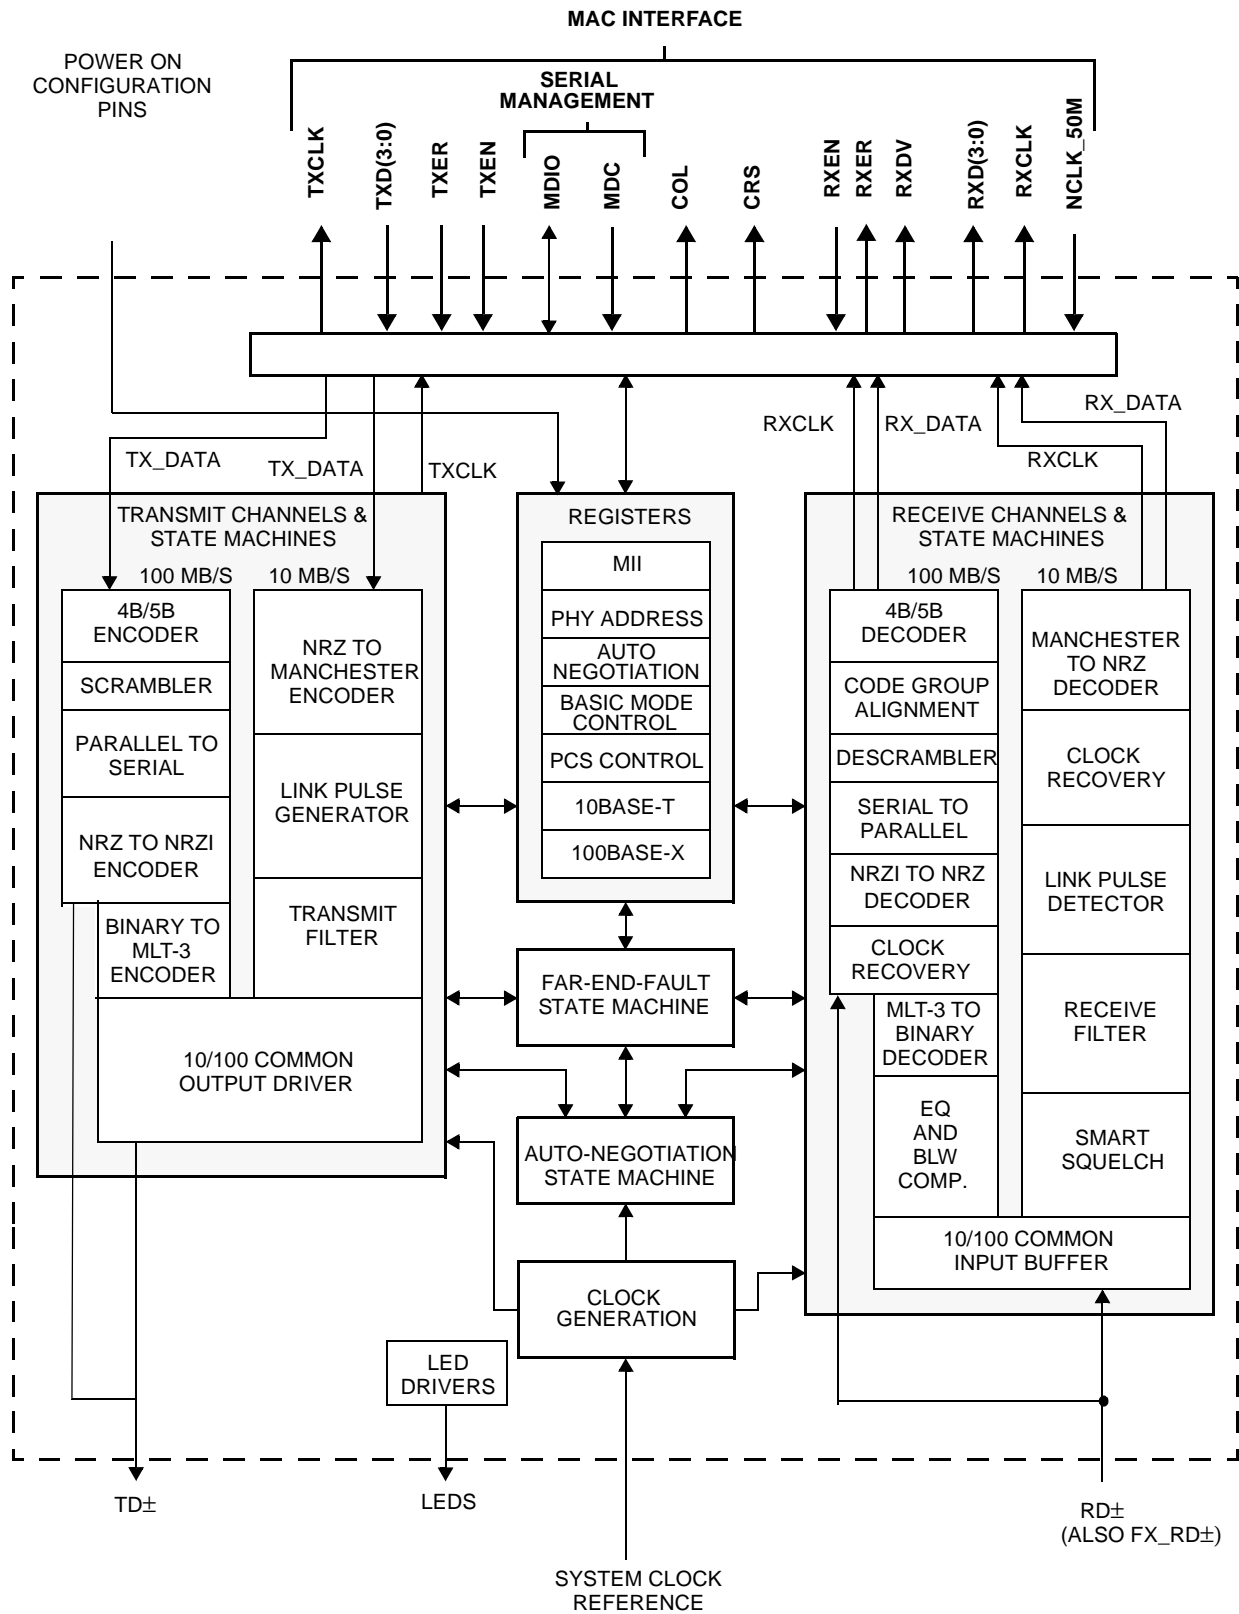 MAC INTERFACE
POWER ON
CONFIGURATION
PINS
SERIAL
MANAGEMENT
TXCLK
TXD(3:0)
TXER
TXEN
MDIO
MDC
COL
CRS
RXEN
RXER
RXDV
RXD(3:0)
RXCLK
NCLK_50M
TX_DATA
TX_DATA
TXCLK
RXCLK
RX_DATA
RXCLK
RX_DATA
TRANSMIT CHANNELS &
STATE MACHINES
100 MB/S
10 MB/S
4B/5B
ENCODER
SCRAMBLER
PARALLEL TO
SERIAL
NRZ TO NRZI
ENCODER
BINARY TO
MLT-3
ENCODER
NRZ TO
MANCHESTER
ENCODER
LINK PULSE
GENERATOR
TRANSMIT
FILTER
10/100 COMMON
OUTPUT DRIVER
REGISTERS
MII
PHY ADDRESS
AUTO
NEGOTIATION
BASIC MODE
CONTROL
PCS CONTROL
10BASE-T
100BASE-X
FAR-END-FAULT
STATE MACHINE
AUTO-NEGOTIATION
STATE MACHINE
CLOCK
GENERATION
LED
DRIVERS
RECEIVE CHANNELS &
STATE MACHINES
100 MB/S
10 MB/S
4B/5B
DECODER
CODE GROUP
ALIGNMENT
DESCRAMBLER
SERIAL TO
PARALLEL
NRZI TO NRZ
DECODER
CLOCK
RECOVERY
MLT-3 TO
BINARY
DECODER
EQ
AND
BLW
COMP.
MANCHESTER
TO NRZ
DECODER
CLOCK
RECOVERY
LINK PULSE
DETECTOR
RECEIVE
FILTER
SMART
SQUELCH
10/100 COMMON
INPUT BUFFER
TD±
LEDS
RD±
(ALSO FX_RD±)
SYSTEM CLOCK
REFERENCE